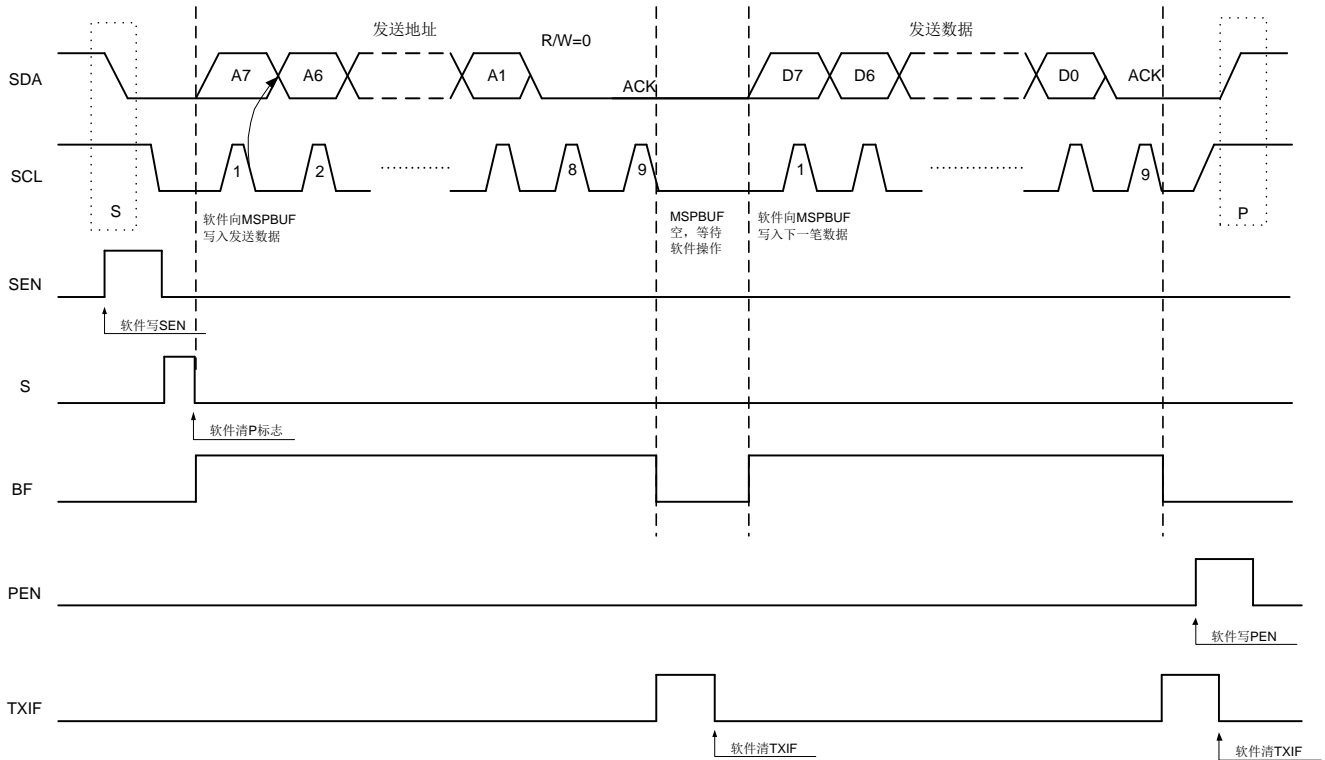 发送地址
R/W=0
发送数据
SDA
A7
A6
A1
ACK
D7
D6
D0
ACK
SCL
1
2
8
9
1
9
S
P
软件向MSPBUF
写入发送数据
MSPBUF
空，等待
软件操作
软件向MSPBUF
写入下一笔数据
SEN
软件写SEN
S
软件清P标志
BF
PEN
软件写PEN
TXIF
软件清TXIF
软件清TXIF